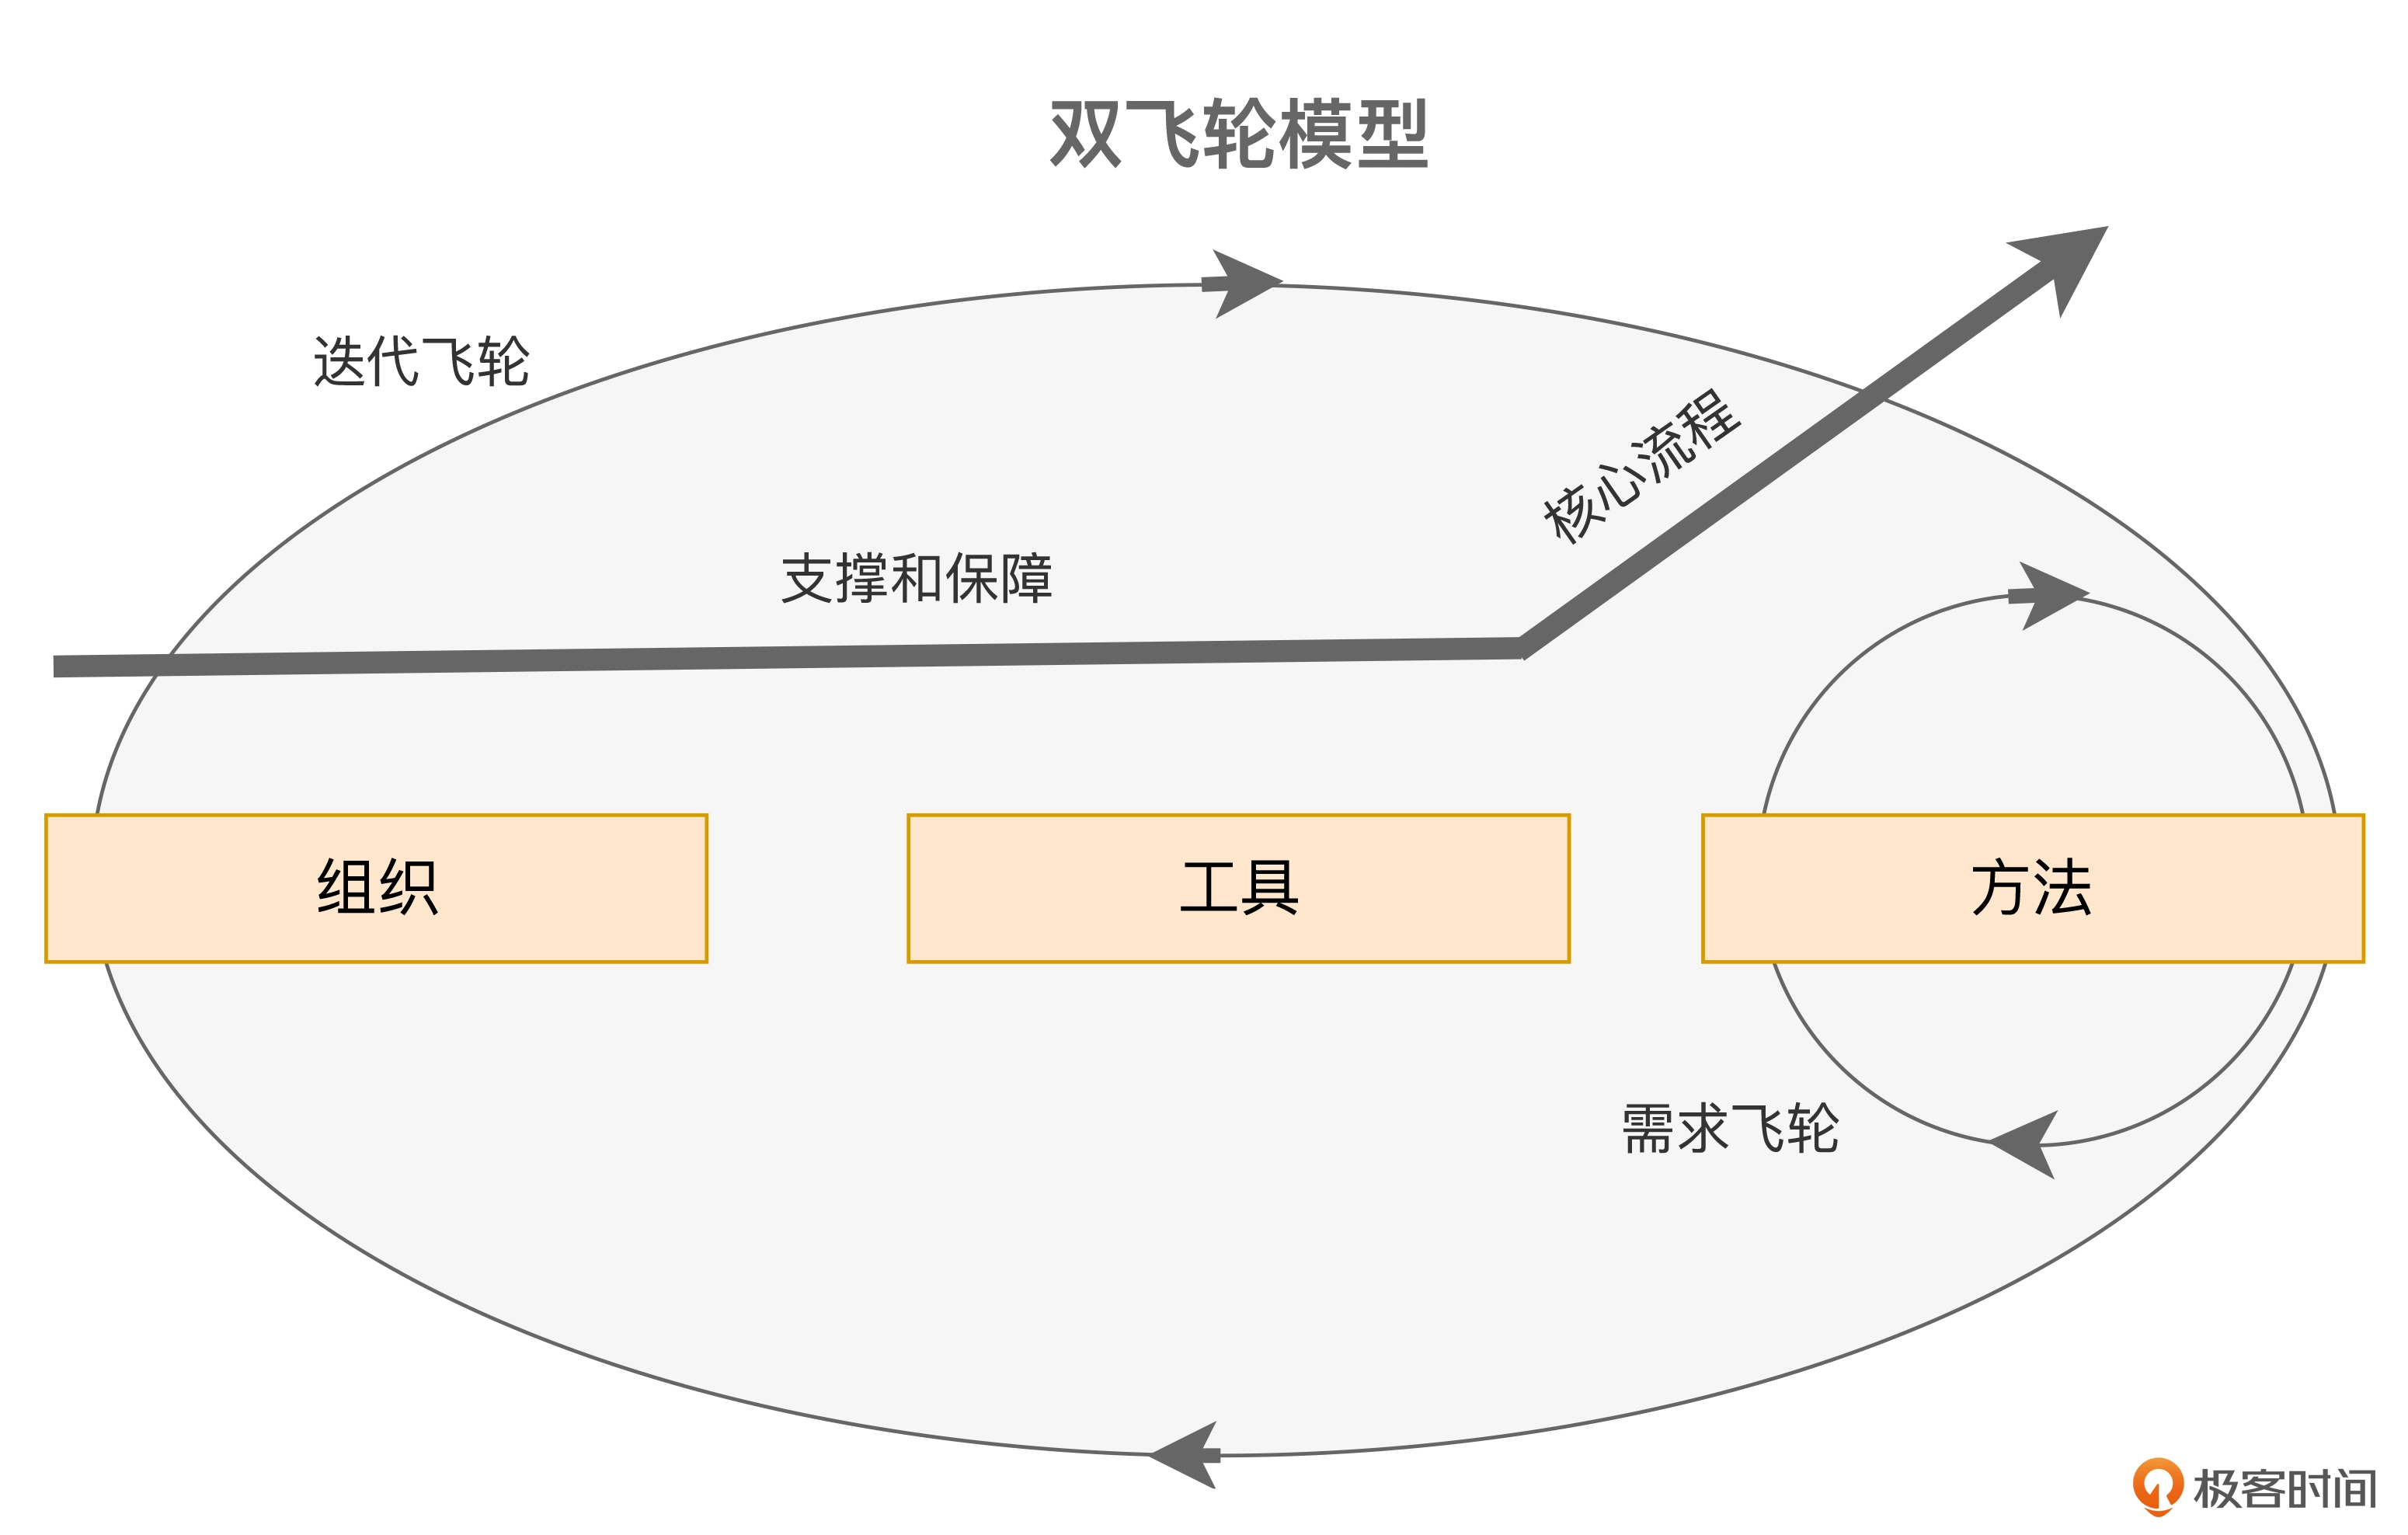 双飞轮模型
迭代飞轮
核心流程
支撑和保障
组织
工具
方法
需求飞轮
极客时间